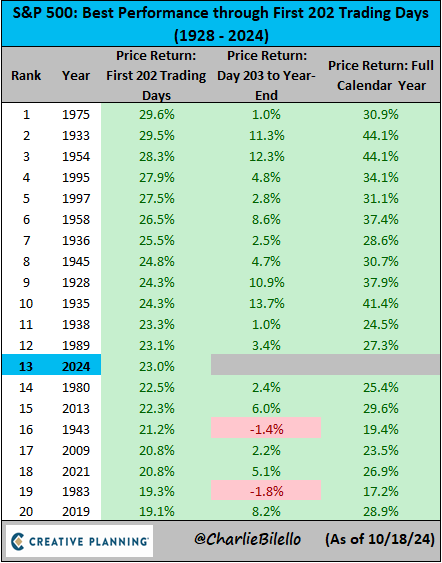 S&P 500: Best Performance through First 202 Trading Days
(1928 - 2024)
Rank Year Price Return: First 202 Trading Days Price Return: Day 203 to Year-End Price Return: Full Calendar Year
1 1975 29.6% 1.0% 30.9%
2 1933 29.5% 11.3% 44.1%
3 1954 28.3% 12.3% 44.1%
4 1995 27.9% 4.8% 34.1%
5 1997 27.5% 2.8% 31.1%
6 1958 26.5% 8.6% 37.4%
7 1936 25.5% 2.5% 28.6%
8 1945 24.8% 4.7% 30.7%
9 1928 24.3% 10.9% 37.9%
10 1935 24.3% 13.7% 41.4%
11 1938 23.3% 1.0% 24.5%
12 1989 23.1% 3.4% 27.3%
13 2024 23.0%
14 1980 22.5% 2.4% 25.4%
15 2013 22.3% 6.0% 29.6%
16 1943 21.2% -1.4% 19.4%
17 2009 20.8% 2.2% 23.5%
18 2021 20.8% 5.1% 26.9%
19 1983 19.3% -1.8% 17.2%
20 2019 19.1% 8.2% 28.9%
CREATIVE PLANNING @CharlieBilello (As of 10/18/24)